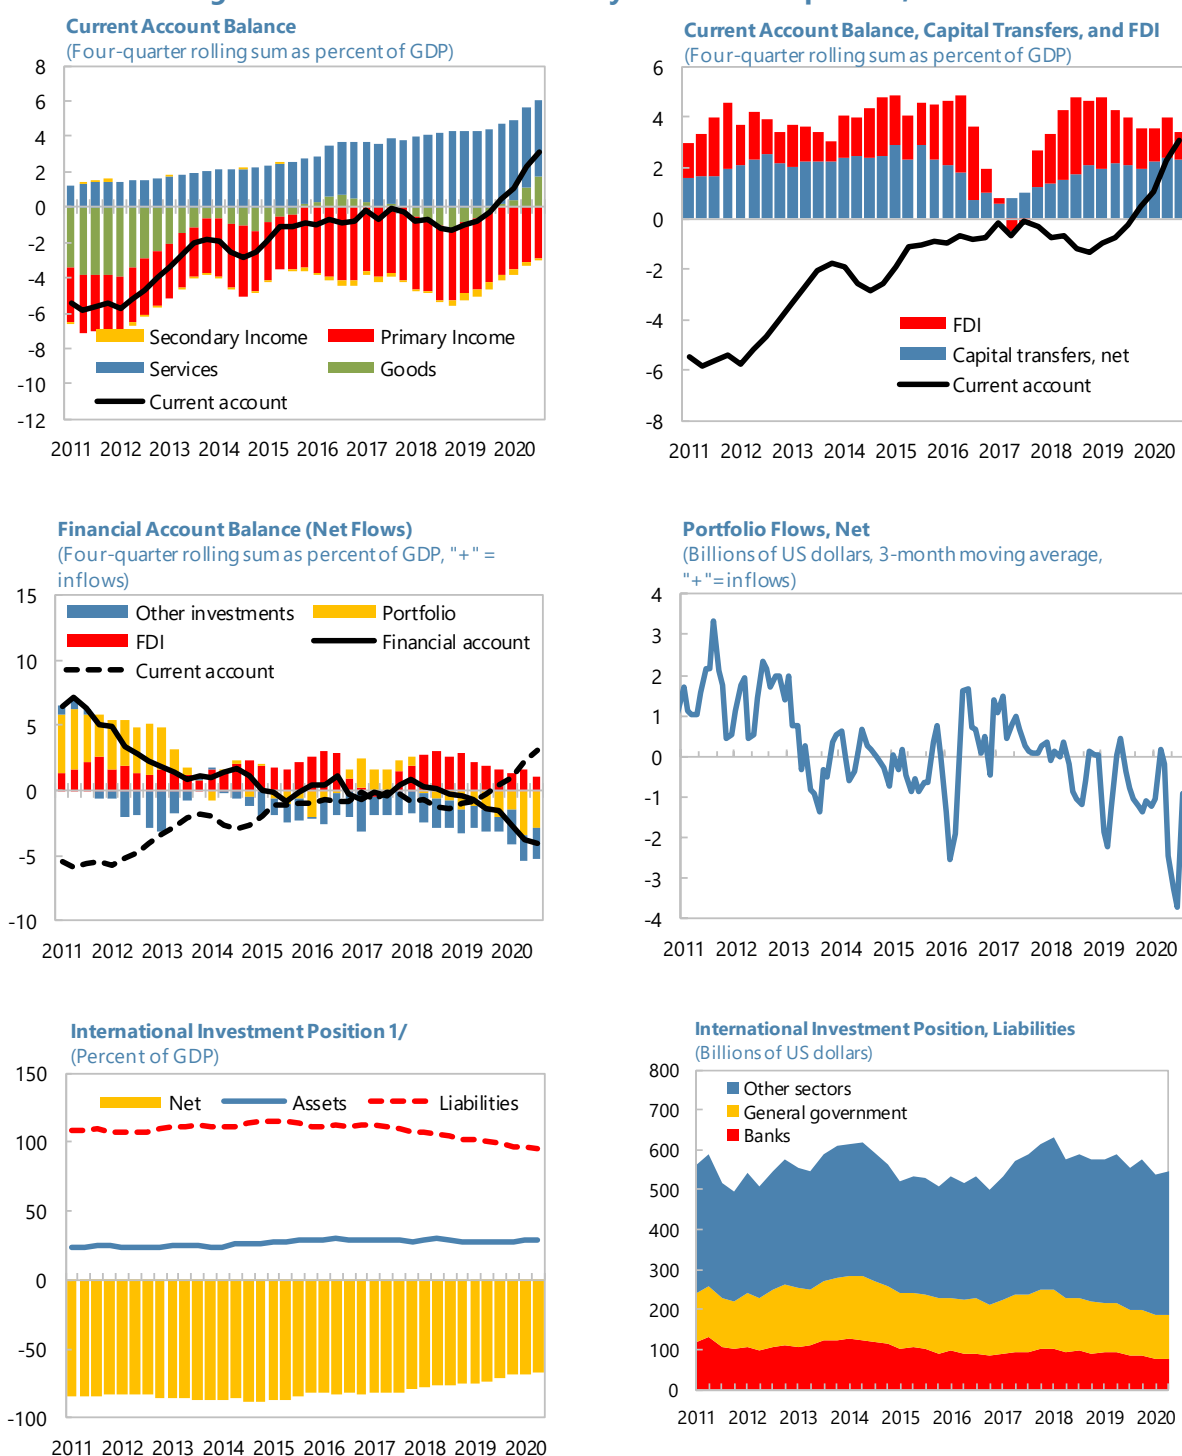 Current Account Balance
(Four-quarter rolling sum as percent of GDP)
8
6
4
2
0
-2
-4
-6
-8
-10
-12
Secondary Income
Primary Income
Services
Goods
Current account
2011 2012 2013 2014 2015 2016 2017 2018 2019 2020
Current Account Balance, Capital Transfers, and FDI
(Four-quarter rolling sum as percent of GDP)
6
4
2
0
-2
-4
-6
-8
FDI
Capital transfers, net
Current account
2011 2012 2013 2014 2015 2016 2017 2018 2019 2020
Financial Account Balance (Net Flows)
(Four-quarter rolling sum as percent of GDP, "+" =
inflows)
15
10
5
0
-5
-10
Other investments
Portfolio
FDI
Financial account
Current account
2011 2012 2013 2014 2015 2016 2017 2018 2019 2020
Portfolio Flows, Net
(Billions of US dollars, 3-month moving average,
"+"= inflows)
4
3
2
1
0
-1
-2
-3
-4
2011 2012 2013 2014 2015 2016 2017 2018 2019 2020
International Investment Position 1/
(Percent of GDP)
150
100
50
0
-50
-100
Net
Assets
Liabilities
2011 2012 2013 2014 2015 2016 2017 2018 2019 2020
International Investment Position, Liabilities
(Billions of US dollars)
800
700
600
500
400
300
200
100
0
Other sectors
General government
Banks
2011 2012 2013 2014 2015 2016 2017 2018 2019 2020